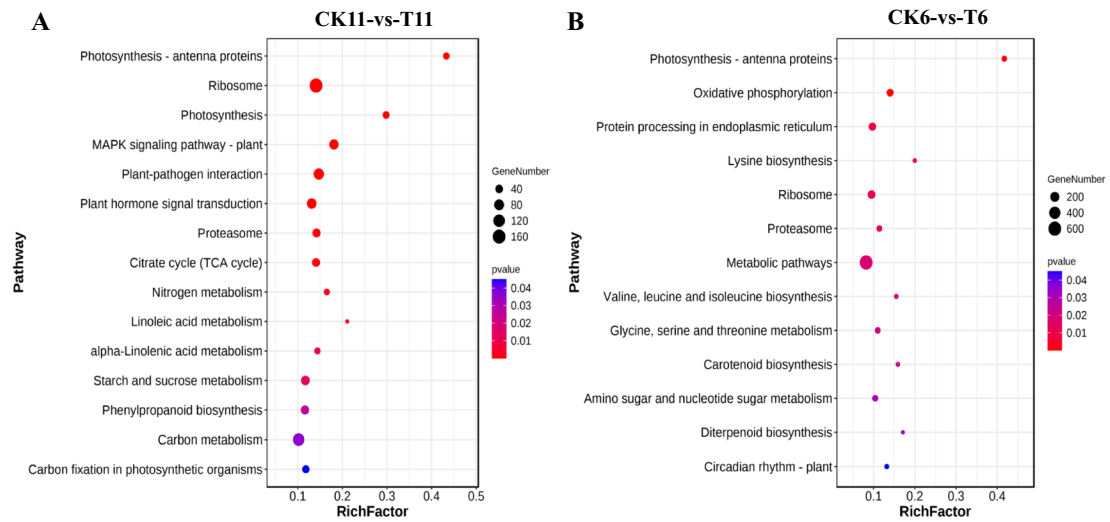 A
CK11-vs-T11
Pathway
Photosynthesis - antenna proteins
Ribosome
Photosynthesis
MAPK signaling pathway - plant
Plant-pathogen interaction
Plant hormone signal transduction
Proteasome
Citrate cycle (TCA cycle)
Nitrogen metabolism
Linoleic acid metabolism
alpha-Linolenic acid metabolism
Starch and sucrose metabolism
Phenylpropanoid biosynthesis
Carbon metabolism
Carbon fixation in photosynthetic organisms
0.1 0.2 0.3 0.4 0.5
RichFactor
GeneNumber
40
80
120
160
pvalue
0.04
0.03
0.02
0.01
B
CK6-vs-T6
Pathway
Photosynthesis - antenna proteins
Oxidative phosphorylation
Protein processing in endoplasmic reticulum
Lysine biosynthesis
Ribosome
Proteasome
Metabolic pathways
Valine, leucine and isoleucine biosynthesis
Glycine, serine and threonine metabolism
Carotenoid biosynthesis
Amino sugar and nucleotide sugar metabolism
Diterpenoid biosynthesis
Circadian rhythm - plant
0.1 0.2 0.3 0.4
RichFactor
GeneNumber
200
400
600
pvalue
0.04
0.03
0.02
0.01